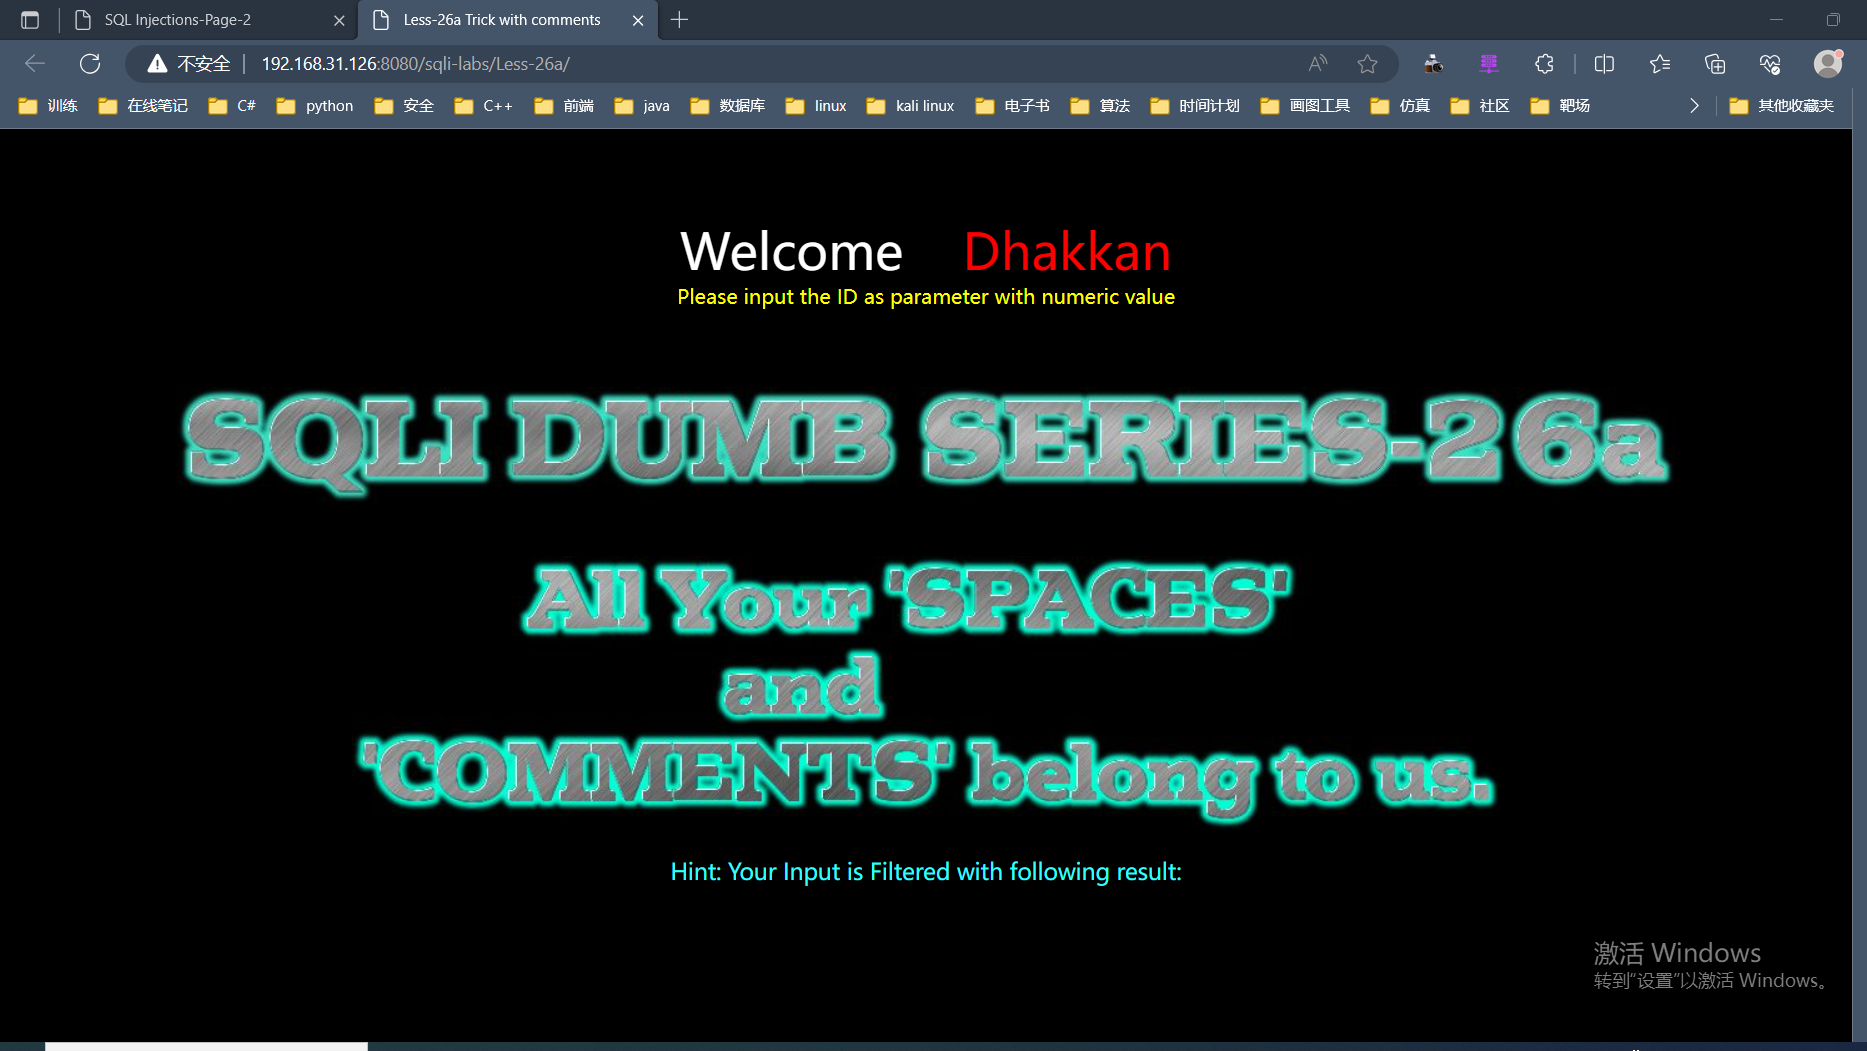 SQL Injections-Page-2
Less-26a Trick with comments
不安全
192.168.31.126:8080/sqli-labs/Less-26a/
训练 在线笔记 C# python 安全 C++ 前端 java 数据库 linux kali linux 电子书 算法 时间计划 画图工具 仿真 社区 靶场 其他收藏夹
Welcome Dhakkan
Please input the ID as parameter with numeric value
SQLI DUMB SERIES-26a
All Your 'SPACES'
and
'COMMENTS' belong to us.
Hint: Your Input is Filtered with following result:
激活 Windows
转到“设置”以激活 Windows。